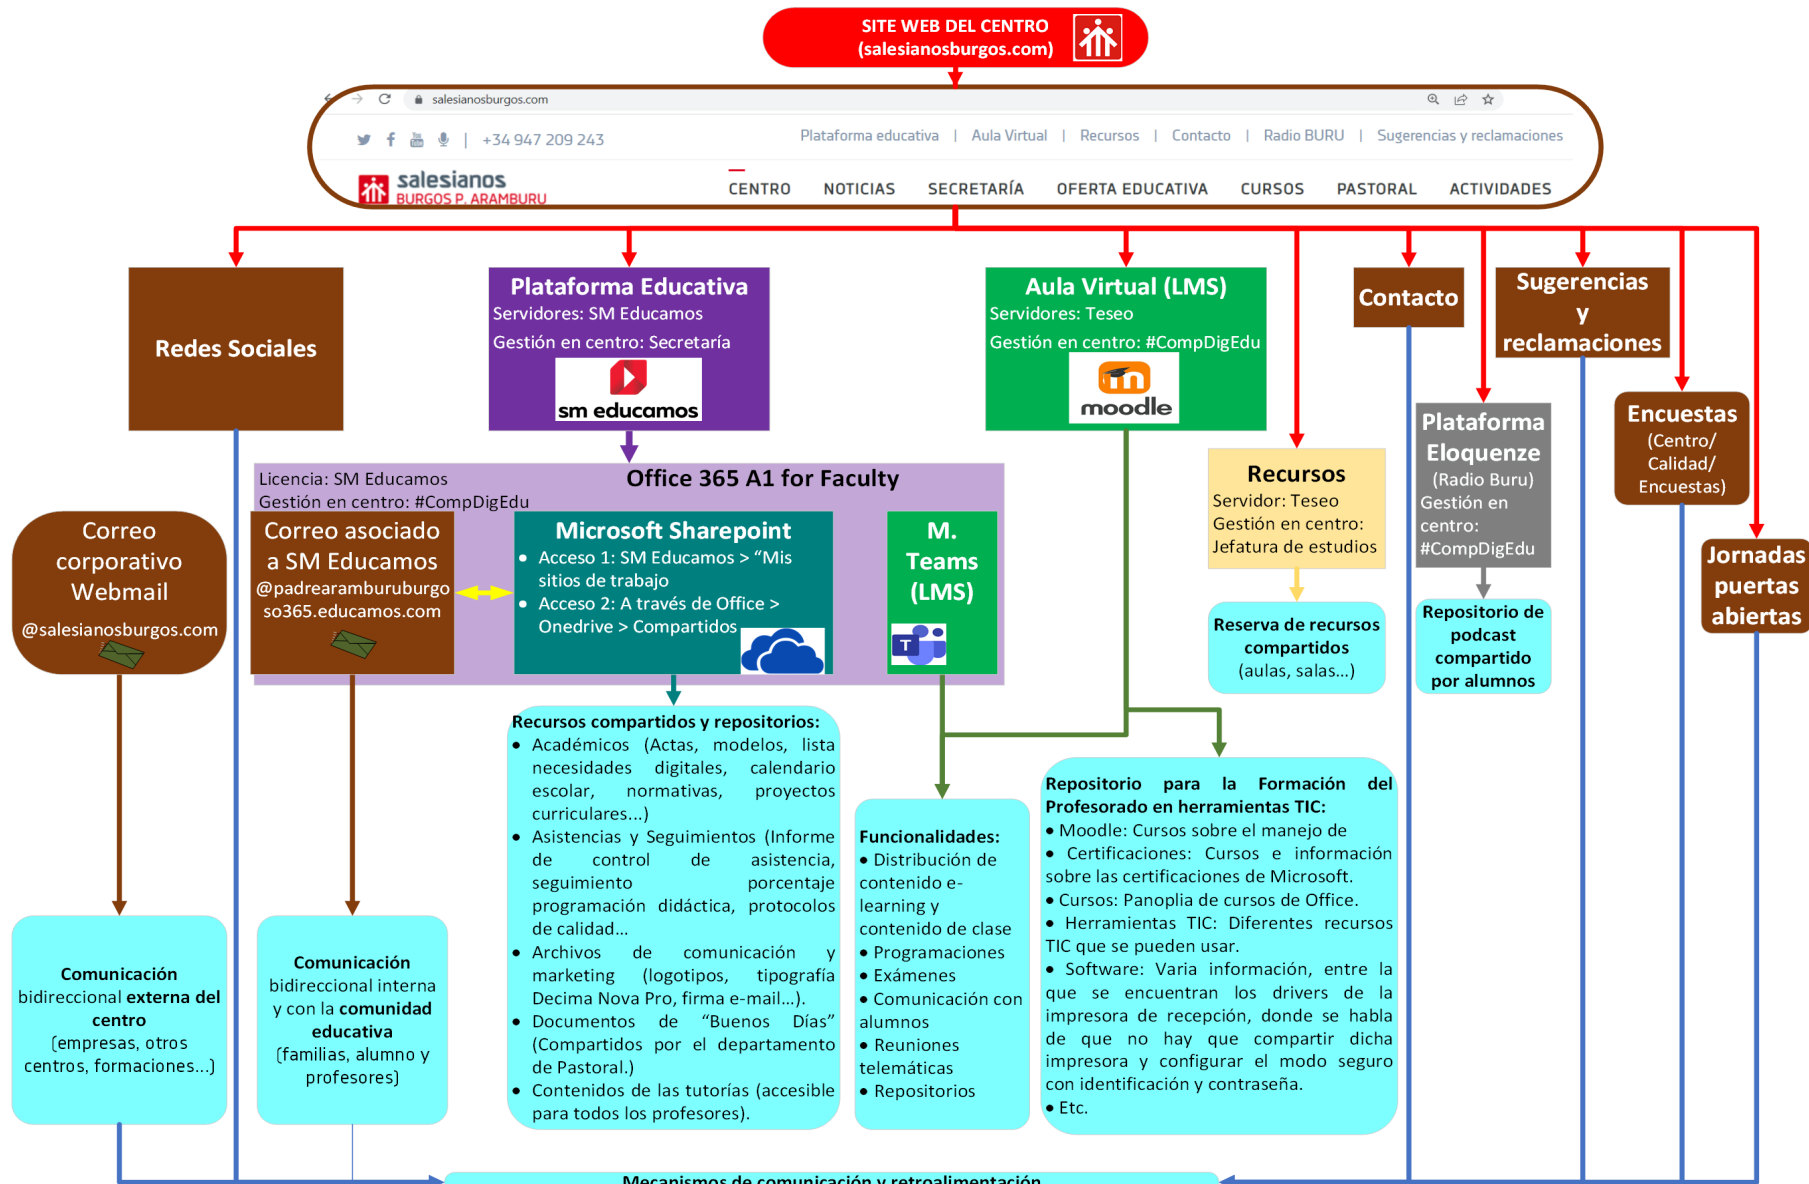 SITE WEB DEL CENTRO
(salesianosburgos.com)
salesianosburgos.com
+34 947 209 243
Plataforma educativa | Aula Virtual | Recursos | Contacto | Radio BURU | Sugerencias y reclamaciones
salesianos
BURGOS P. ARAMBURU
CENTRO NOTICIAS SECRETARÍA OFERTA EDUCATIVA CURSOS PASTORAL ACTIVIDADES
Redes Sociales
Plataforma Educativa
Servidores: SM Educamos
Gestión en centro: Secretaría
sm educamos
Aula Virtual (LMS)
Servidores: Teseo
Gestión en centro: #CompDigEdu
moodle
Contacto
Sugerencias
y
reclamaciones
Encuestas
(Centro/
Calidad/
Encuestas)
Plataforma
Eloquenze
(Radio Buru)
Gestión en
centro:
#CompDigEdu
Recursos
Servidor: Teseo
Gestión en centro:
Jefatura de estudios
Jornadas
puertas
abiertas
Licencia: SM Educamos
Gestión en centro: #CompDigEdu
Office 365 A1 for Faculty
Correo
corporativo
Webmail
@salesianosburgos.com
Correo asociado
a SM Educamos
@padrearamburuburgo
so365.educamos.com
Microsoft Sharepoint
• Acceso 1: SM Educamos > “Mis
sitios de trabajo
• Acceso 2: A través de Office >
Onedrive > Compartidos
M.
Teams
(LMS)
T
Reserva de recursos
compartidos
(aulas, salas...)
Repositorio de
podcast
compartido
por alumnos
Recursos compartidos y repositorios:
• Académicos (Actas, modelos, lista
necesidades digitales, calendario
escolar, normativas, proyectos
curriculares...)
• Asistencias y Seguimientos (Informe
de control de asistencia,
seguimiento porcentaje
programación didáctica, protocolos
de calidad...
• Archivos de comunicación y
marketing (logotipos, tipografía
Decima Nova Pro, firma e-mail...).
• Documentos de “Buenos Días”
(Compartidos por el departamento
de Pastoral.)
• Contenidos de las tutorías (accesible
para todos los profesores).
Funcionalidades:
• Distribución de
contenido e-
learning y
contenido de clase
• Programaciones
• Exámenes
• Comunicación con
alumnos
• Reuniones
telemáticas
• Repositorios
Repositorio para la Formación del
Profesorado en herramientas TIC:
• Moodle: Cursos sobre el manejo de
• Certificaciones: Cursos e información
sobre las certificaciones de Microsoft.
• Cursos: Panoplia de cursos de Office.
• Herramientas TIC: Diferentes recursos
TIC que se pueden usar.
• Software: Varia información, entre la
que se encuentran los drivers de la
impresora de recepción, donde se habla
de que no hay que compartir dicha
impresora y configurar el modo seguro
con identificación y contraseña.
• Etc.
Comunicación
bidireccional externa del
centro
(empresas, otros
centros, formaciones...)
Comunicación
bidireccional interna
y con la comunidad
educativa
(familias, alumno y
profesores)
Mecanismos de comunicación y retroalimentación